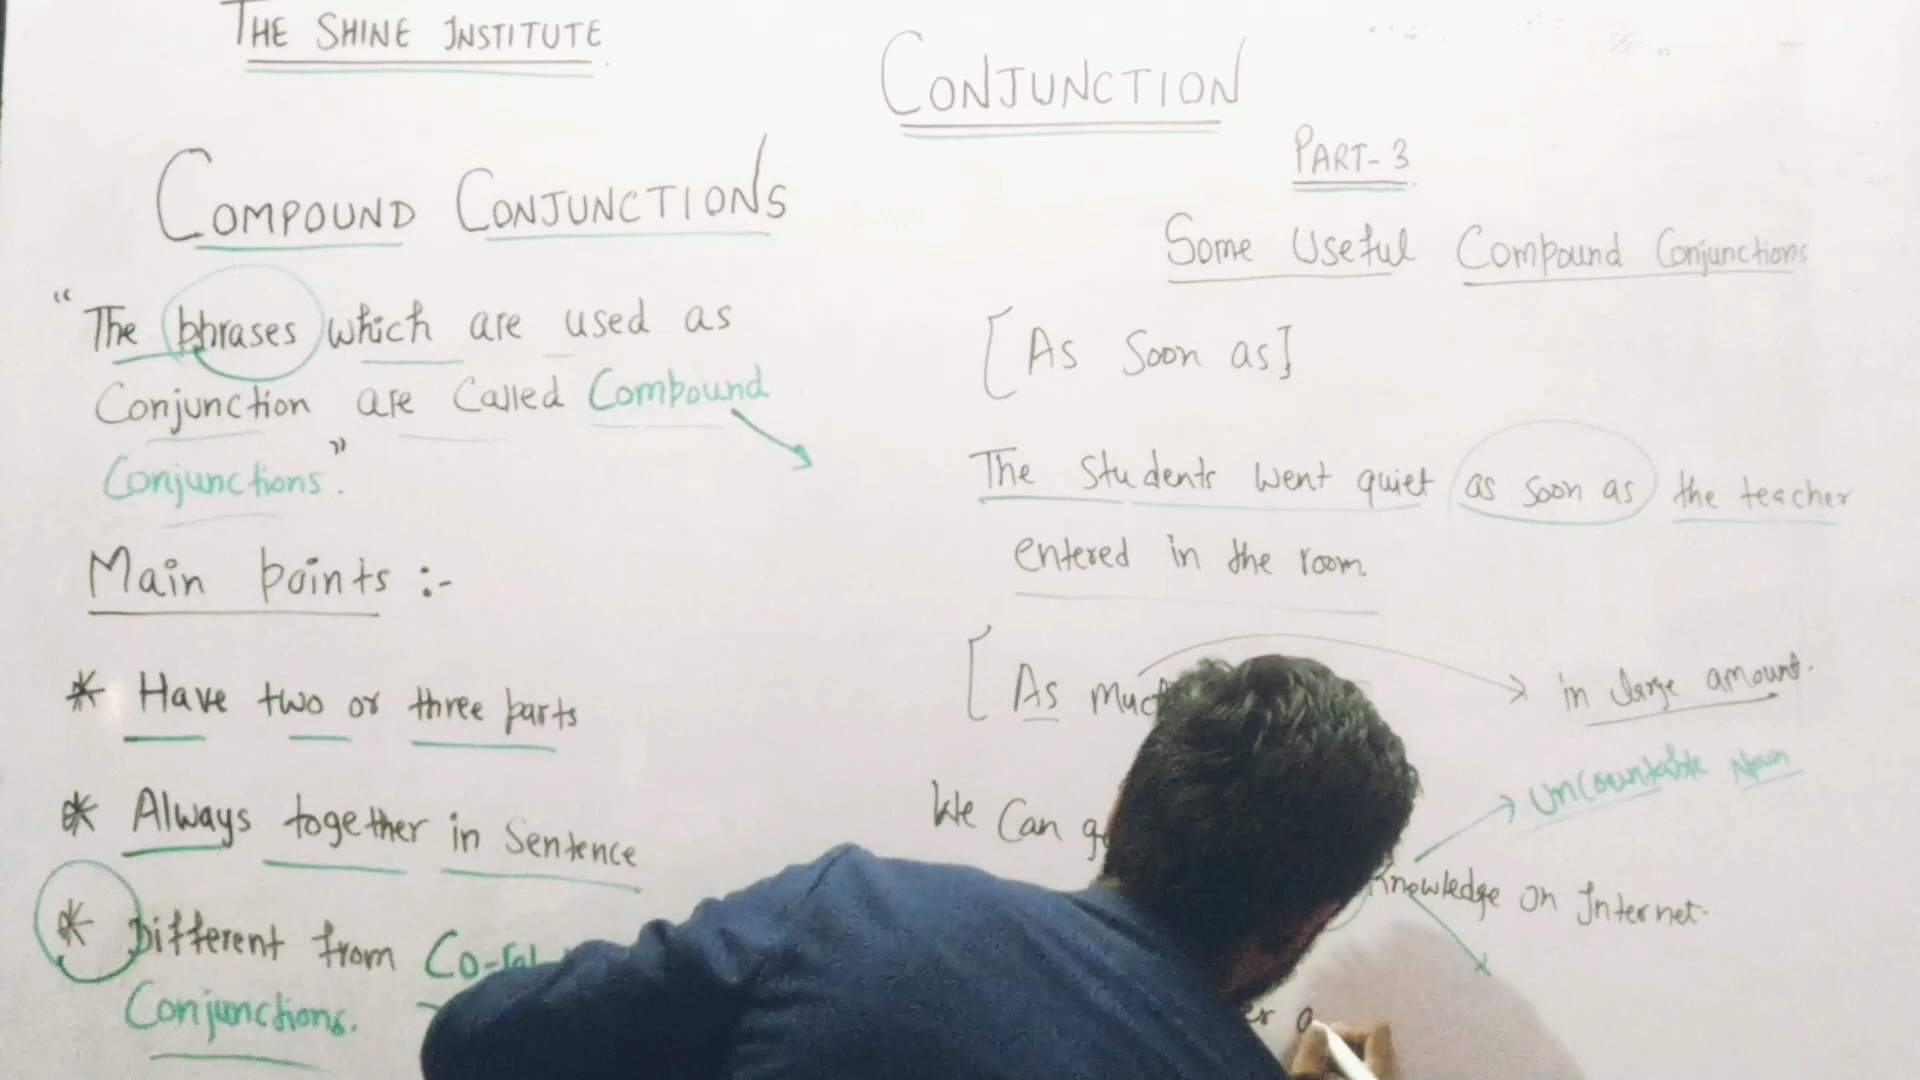 THE SHINE INSTITUTE
CONJUNCTION
PART-3
COMPOUND CONJUNCTIONS
"The phrases which are used as
Conjunction are called Compound
Conjunctions."
Main points :-
* Have two or three parts
* Always together in Sentence
* Different from
Conjunctions.
Some Useful Compound Conjunctions
[As Soon as]
The students went quiet as soon as the teacher
entered in the room
[As
in large amount.
Uncountable Noun
We Can
Knowledge on Internet.